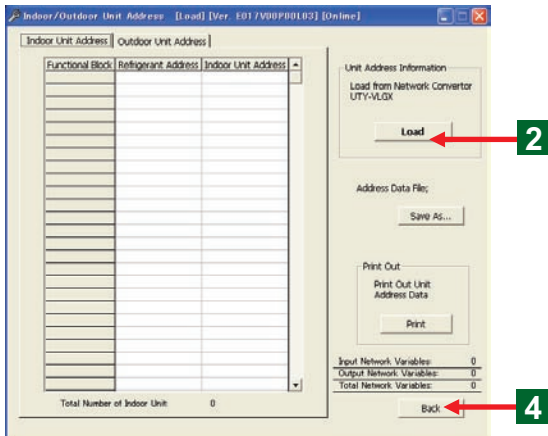 Indoor/Outdoor Unit Address [Load] [Ver. E017V00P00L03] [Online]
Indoor Unit Address
Outdoor Unit Address
Functional Block
Refrigerant Address
Indoor Unit Address
Unit Address Information
Load from Network Convertor
UTY-VLGX
Load
2
Address Data File;
Save As...
Print Out
Print Out Unit
Address Data
Print
Input Network Variables: 0
Output Network Variables: 0
Total Network Variables: 0
Total Number of Indoor Unit: 0
Back
4